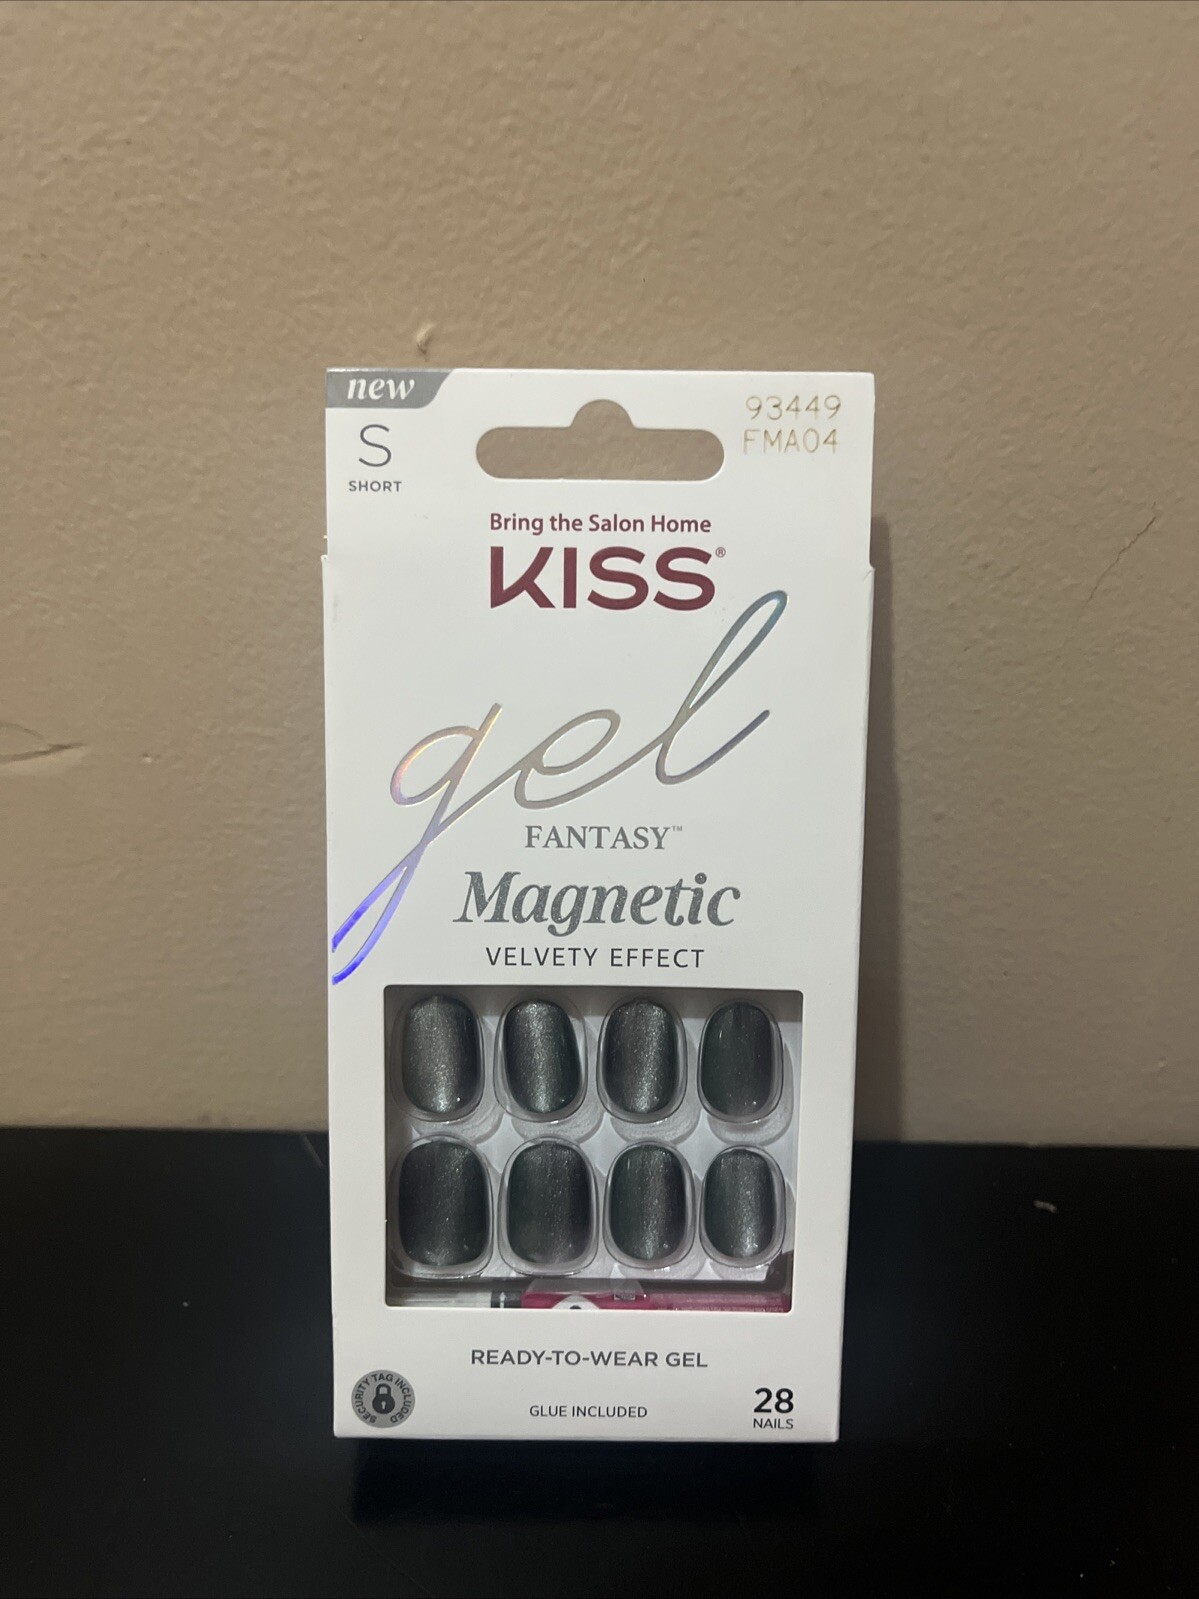 new
S
SHORT
93449
FMA04
Bring the Salon Home
KISS®
gel
FANTASY™
Magnetic
VELVETY EFFECT
READY-TO-WEAR GEL
SECURITY TAG INCLUDED
GLUE INCLUDED
28
NAILS